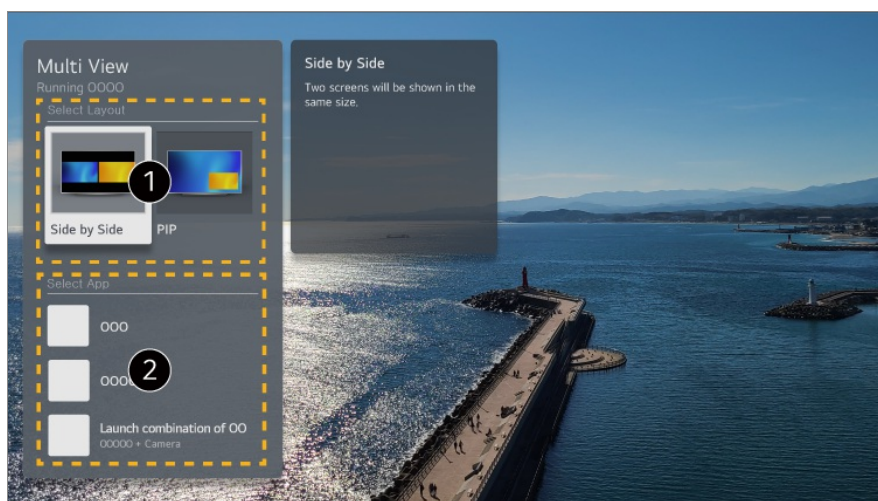 Multi View
Running OOOO
Select Layout
1
Side by Side
PIP
Select App
OOO
2
Launch combination of OO
OOOOO + Camera
Side by Side
Two screens will be shown in the
same size.